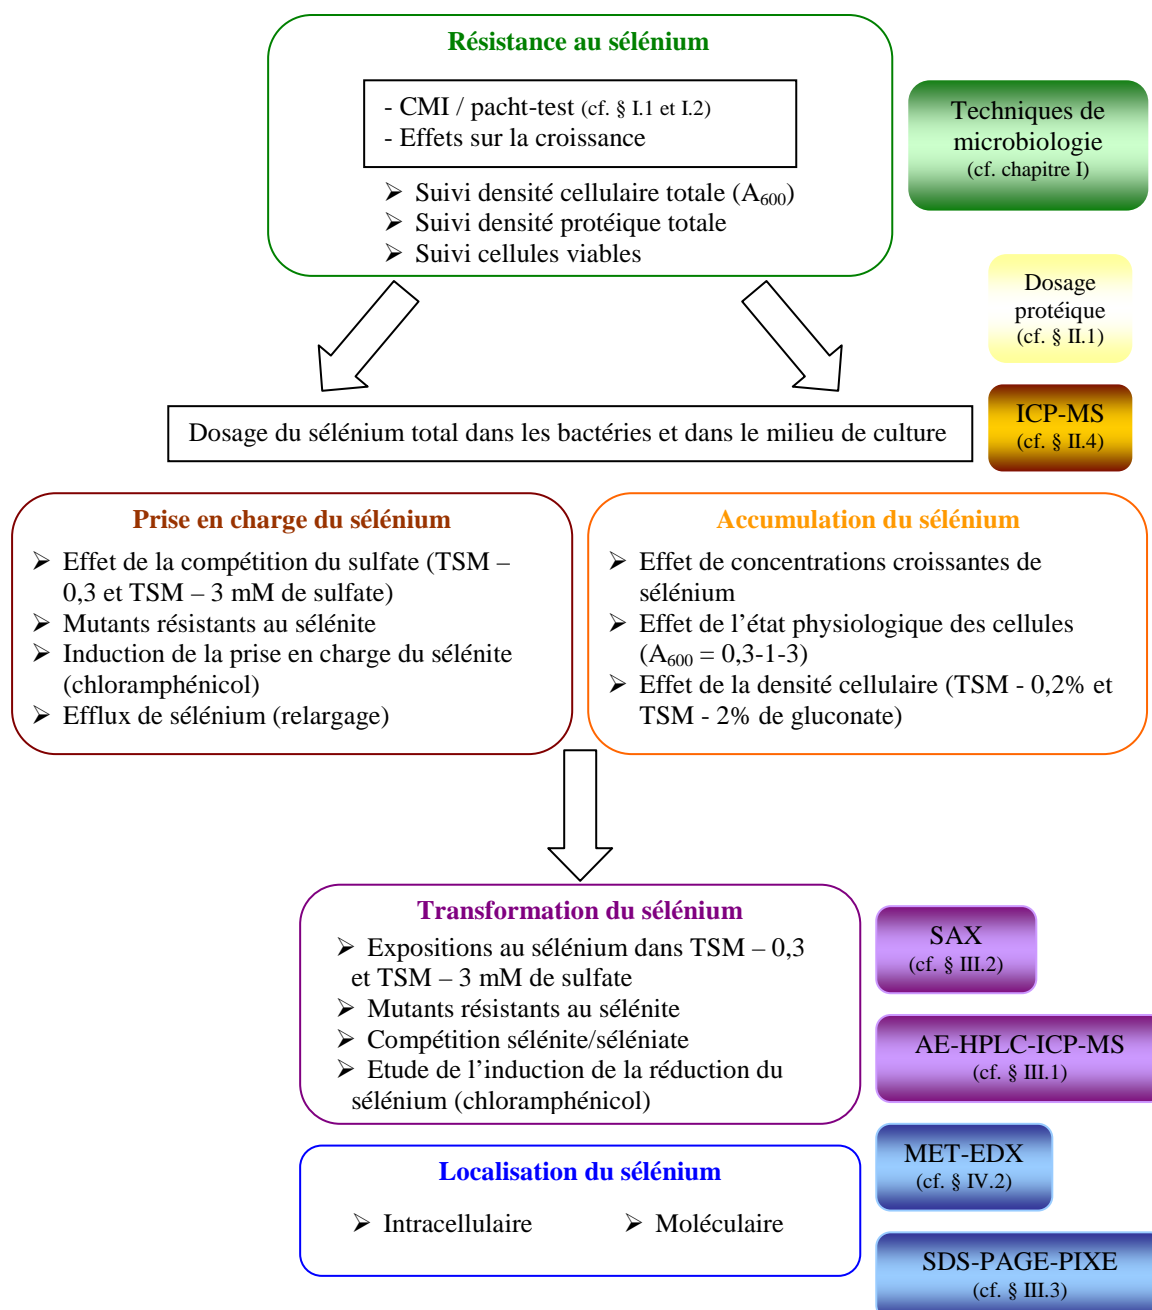 Résistance au sélénium
- CMI / pacht-test (cf. § I.1 et I.2)
- Effets sur la croissance
➢ Suivi densité cellulaire totale (A600)
➢ Suivi densité protéique totale
➢ Suivi cellules viables
Techniques de
microbiologie
(cf. chapitre I)
Dosage
protéique
(cf. § II.1)
Dosage du sélénium total dans les bactéries et dans le milieu de culture
ICP-MS
(cf. § II.4)
Prise en charge du sélénium
➢ Effet de la compétition du sulfate (TSM –
0,3 et TSM – 3 mM de sulfate)
➢ Mutants résistants au sélénite
➢ Induction de la prise en charge du sélénite
(chloramphénicol)
➢ Efflux de sélénium (relargage)
Accumulation du sélénium
➢ Effet de concentrations croissantes de
sélénium
➢ Effet de l’état physiologique des cellules
(A600 = 0,3-1-3)
➢ Effet de la densité cellulaire (TSM - 0,2% et
TSM - 2% de gluconate)
Transformation du sélénium
➢ Expositions au sélénium dans TSM – 0,3
et TSM – 3 mM de sulfate
➢ Mutants résistants au sélénite
➢ Compétition sélénite/séléniate
➢ Etude de l’induction de la réduction du
sélénium (chloramphénicol)
SAX
(cf. § III.2)
AE-HPLC-ICP-MS
(cf. § III.1)
Localisation du sélénium
➢ Intracellulaire
➢ Moléculaire
MET-EDX
(cf. § IV.2)
SDS-PAGE-PIXE
(cf. § III.3)